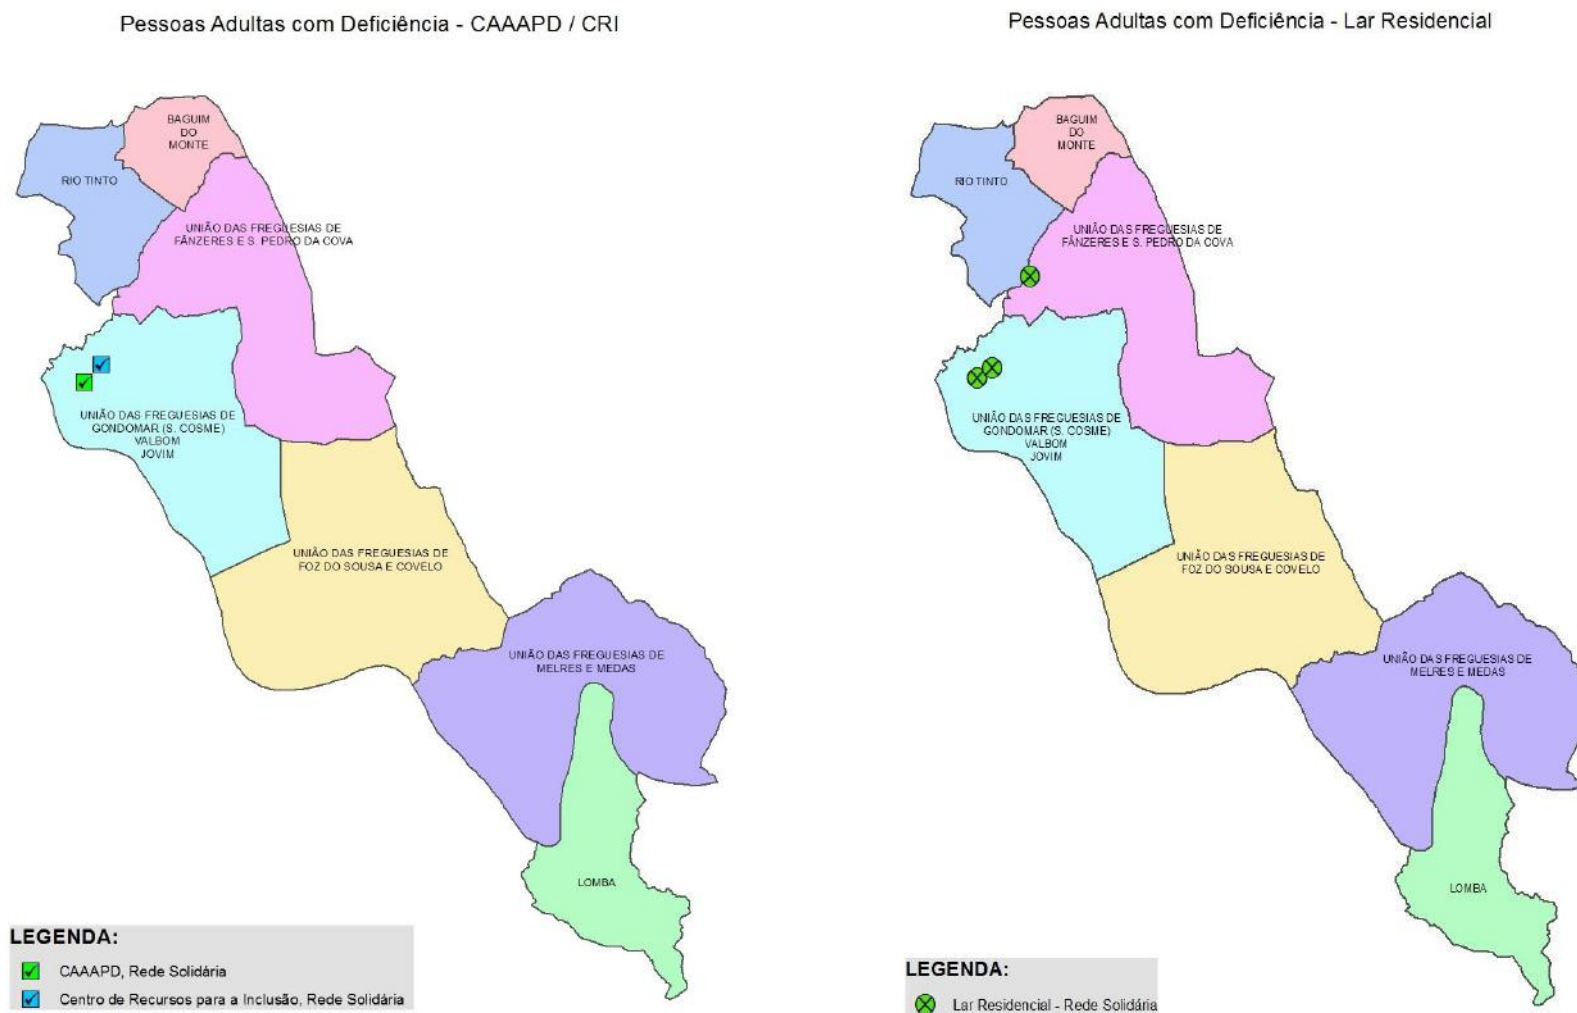 Pessoas Adultas com Deficiência - CAAAPD / CRI
BAGUIM
DO
MONTE
RIO TINTO
UNIÃO DAS FREGUESIAS DE
FÂNZERES E S. PEDRO DA COVA
UNIÃO DAS FREGUESIAS DE
GONDOMAR (S. COSME)
VALBOM
JOVIM
UNIÃO DAS FREGUESIAS DE
FOZ DO SOUSA E COVELO
UNIÃO DAS FREGUESIAS DE
MELRES E MEDAS
LOMBA
LEGENDA:
CAAAPD, Rede Solidária
Centro de Recursos para a Inclusão, Rede Solidária
Pessoas Adultas com Deficiência - Lar Residencial
BAGUIM
DO
MONTE
RIO TINTO
UNIÃO DAS FREGUESIAS DE
FÂNZERES E S. PEDRO DA COVA
UNIÃO DAS FREGUESIAS DE
GONDOMAR (S. COSME)
VALBOM
JOVIM
UNIÃO DAS FREGUESIAS DE
FOZ DO SOUSA E COVELO
UNIÃO DAS FREGUESIAS DE
MELRES E MEDAS
LOMBA
LEGENDA:
Lar Residencial - Rede Solidária